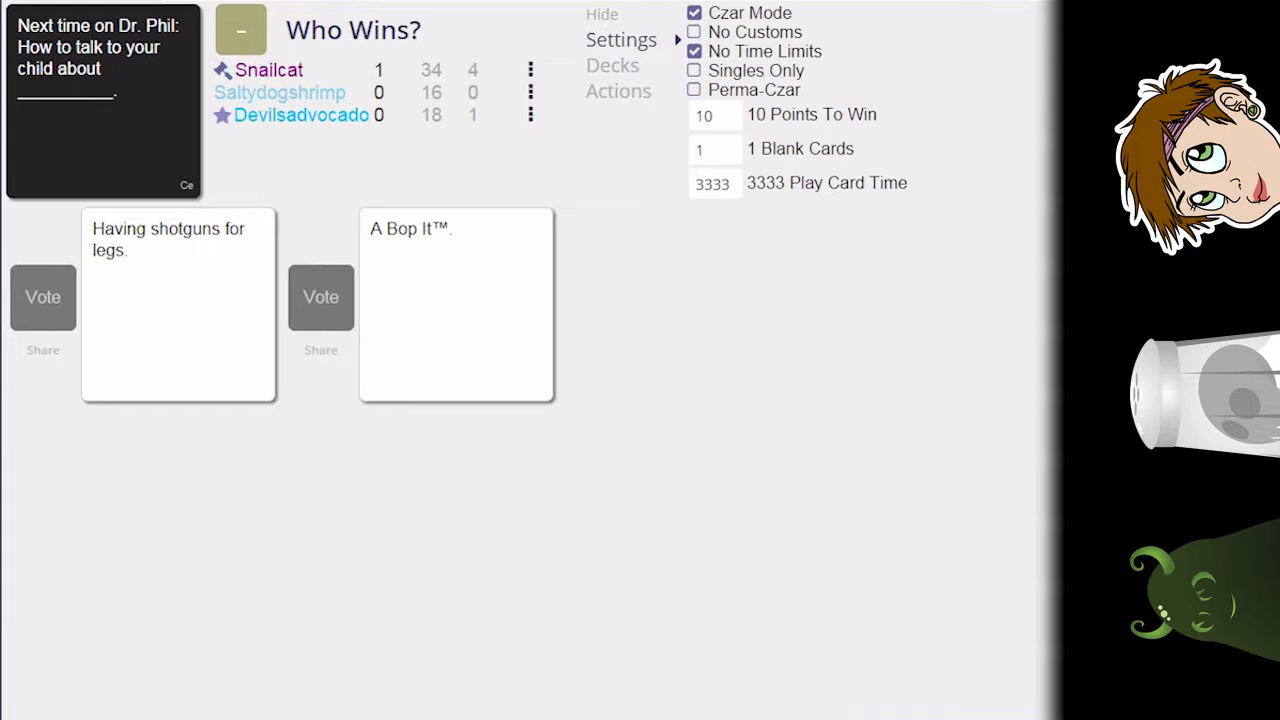 Next time on Dr. Phil:
How to talk to your
child about
___________.
Ce
–
Who Wins?
Snailcat 1 34 4
Saltydogshrimp 0 16 0
Devilsadvocado 0 18 1
Hide
Settings
Decks
Actions
Czar Mode
No Customs
No Time Limits
Singles Only
Perma-Czar
10 10 Points To Win
1 1 Blank Cards
3333 3333 Play Card Time
Vote
Share
Having shotguns for
legs.
Vote
Share
A Bop It™.